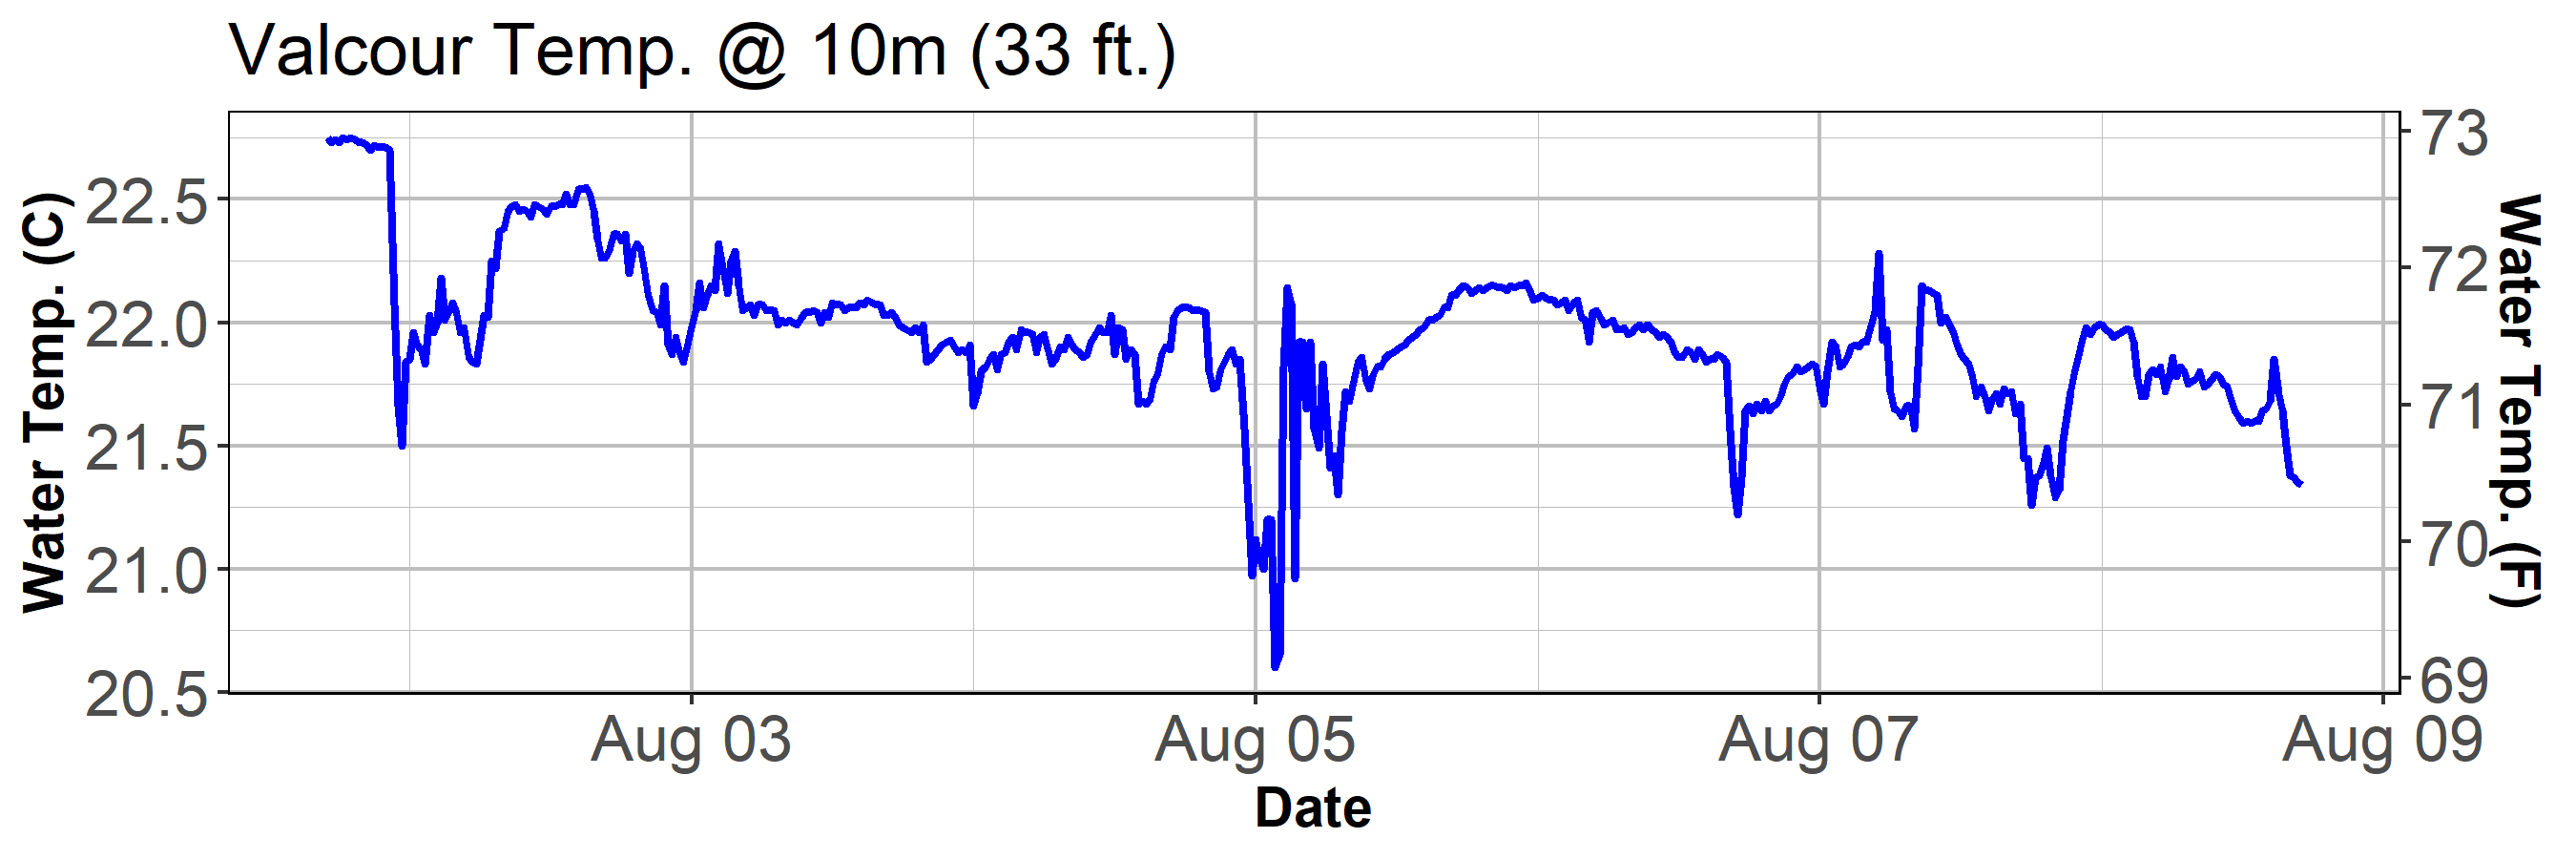 Valcour Temp. @ 10m (33 ft.)
Water Temp. (C)
22.5
22.0
21.5
21.0
20.5
73
72
71
70
69
Water Temp. (F)
Aug 03
Aug 05
Aug 07
Aug 09
Date